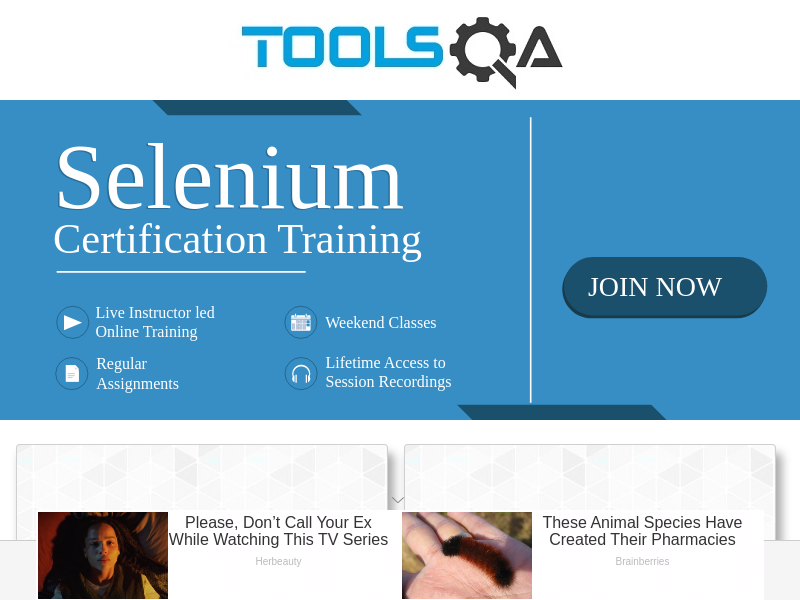 TOOLSQA
Selenium
Certification Training
JOIN NOW
Live Instructor led
Online Training
Weekend Classes
Regular
Assignments
Lifetime Access to
Session Recordings
Please, Don’t Call Your Ex
While Watching This TV Series
Herbeauty
These Animal Species Have
Created Their Pharmacies
Brainberries